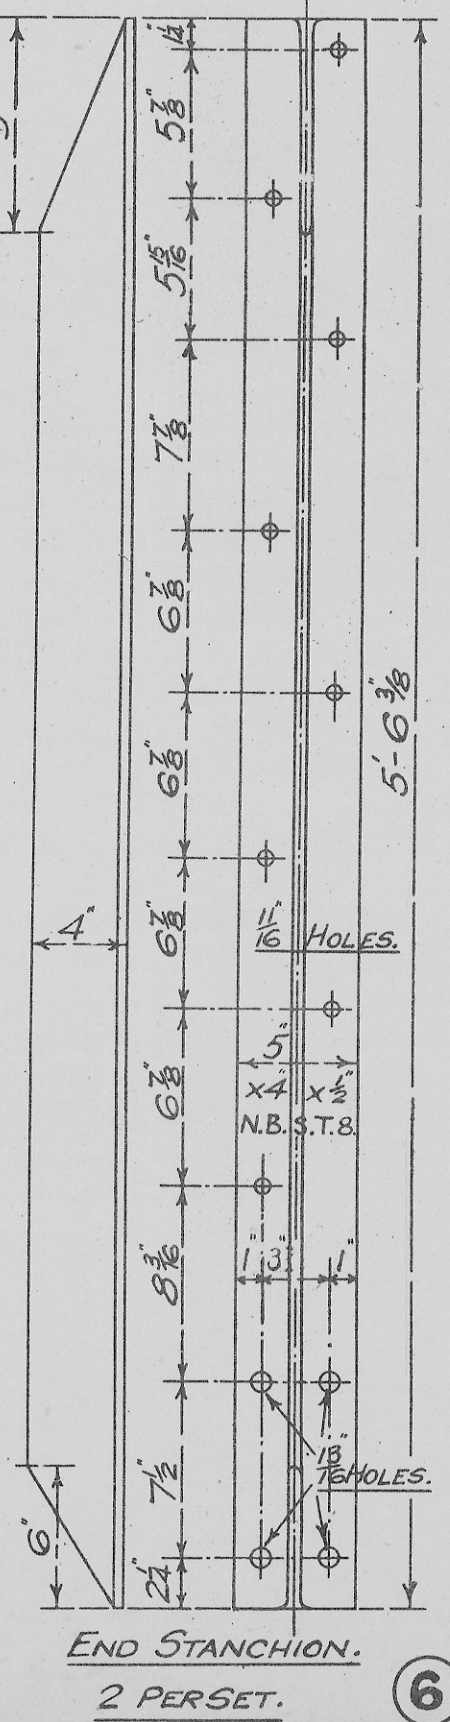 1¼"
5⅞"
5 15/16"
7⅞"
6⅞"
6⅞"
5'-6 3/8"
4"
6⅞"
11/16" HOLES.
5"
x4" x½"
N.B.S.T.8.
6⅞"
8 3/16"
1" 3" 1"
13/16" HOLES.
7½"
6"
2¼"
END STANCHION.
2 PER SET.
6